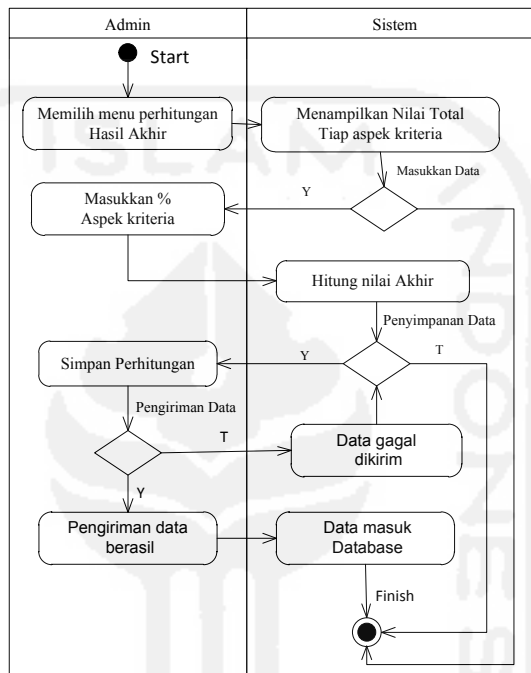 Admin
Sistem
Start
Memilih menu perhitungan
Hasil Akhir
Menampilkan Nilai Total
Tiap aspek kriteria
Masukkan Data
Y
Masukkan %
Aspek kriteria
Hitung nilai Akhir
Penyimpanan Data
Y
T
Simpan Perhitungan
Pengiriman Data
T
Data gagal
dikirim
Y
Pengiriman data
berasil
Data masuk
Database
Finish
ISLAM
INDONES